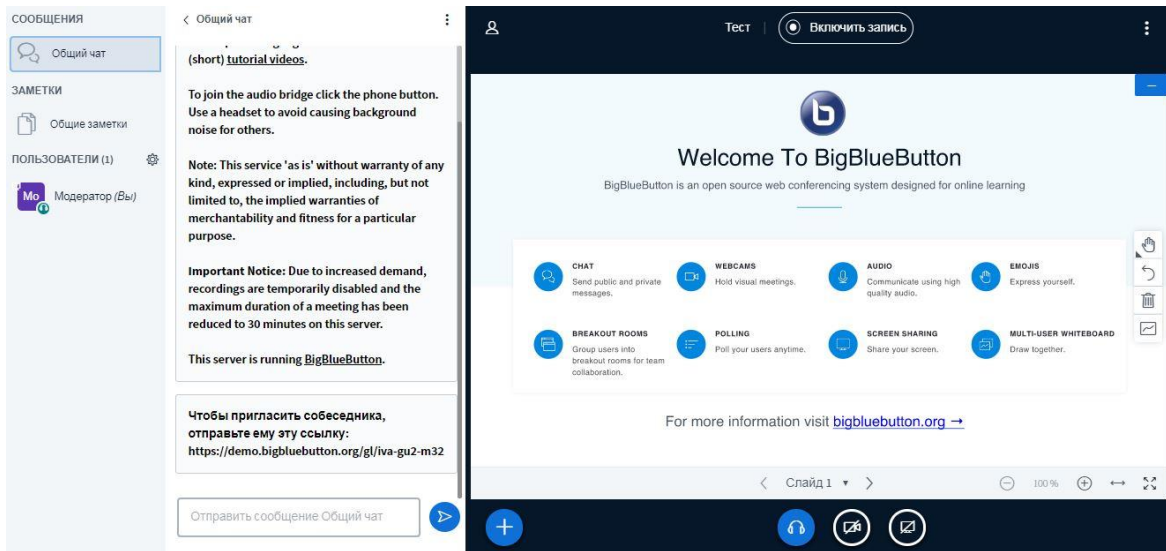 СООБЩЕНИЯ
Общий чат
ЗАМЕТКИ
Общие заметки
ПОЛЬЗОВАТЕЛИ (1)
Mo
Модератор (Вы)
Общий чат
(short) tutorial videos.
To join the audio bridge click the phone button.
Use a headset to avoid causing background
noise for others.
Note: This service 'as is' without warranty of any
kind, expressed or implied, including, but not
limited to, the implied warranties of
merchantability and fitness for a particular
purpose.
Important Notice: Due to increased demand,
recordings are temporarily disabled and the
maximum duration of a meeting has been
reduced to 30 minutes on this server.
This server is running BigBlueButton.
Чтобы пригласить собеседника,
отправьте ему эту ссылку:
https://demo.bigbluebutton.org/gl/iva-gu2-m32
Отправить сообщение Общий чат
Тест
Включить запись
b
Welcome To BigBlueButton
BigBlueButton is an open source web conferencing system designed for online learning
CHAT
Send public and private
messages.
WEBCAMS
Hold visual meetings.
AUDIO
Communicate using high
quality audio.
EMOJIS
Express yourself.
BREAKOUT ROOMS
Group users into
breakout rooms for team
collaboration.
POLLING
Poll your users anytime.
SCREEN SHARING
Share your screen.
MULTI-USER WHITEBOARD
Draw together.
For more information visit bigbluebutton.org →
Слайд 1
100 %